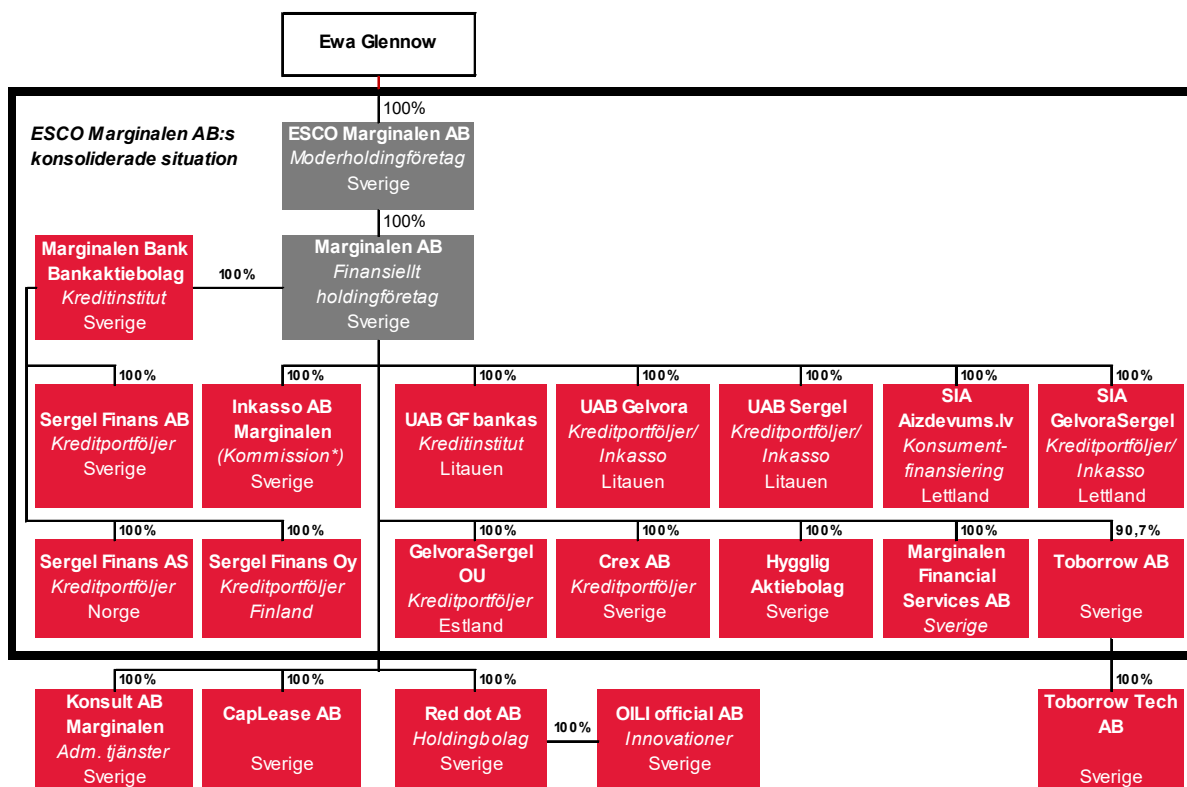 Ewa Glennow
100%
ESCO Marginalen AB:s
konsoliderade situation
ESCO Marginalen AB
Moderholdingföretag
Sverige
100%
Marginalen Bank
Bankaktiebolag
Kreditinstitut
Sverige
100%
Marginalen AB
Finansiellt
holdingföretag
Sverige
100%
Sergel Finans AB
Kreditportföljer
Sverige
100%
Inkasso AB
Marginalen
(Kommission*)
Sverige
100%
UAB GF bankas
Kreditinstitut
Litauen
100%
UAB Gelvora
Kreditportföljer/
Inkasso
Litauen
100%
UAB Sergel
Kreditportföljer/
Inkasso
Litauen
100%
SIA
Aizdevums.lv
Konsument-
finansiering
Lettland
100%
SIA
GelvoraSergel
Kreditportföljer/
Inkasso
Lettland
100%
Sergel Finans AS
Kreditportföljer
Norge
100%
Sergel Finans Oy
Kreditportföljer
Finland
100%
GelvoraSergel
OU
Kreditportföljer
Estland
100%
Crex AB
Kreditportföljer
Sverige
100%
Hygglig
Aktiebolag
Sverige
100%
Marginalen
Financial
Services AB
Sverige
90,7%
Toborrow AB
Sverige
100%
Konsult AB
Marginalen
Adm. tjänster
Sverige
100%
CapLease AB
Sverige
100%
Red dot AB
Holdingbolag
Sverige
100%
OILI official AB
Innovationer
Sverige
100%
Toborrow Tech
AB
Sverige